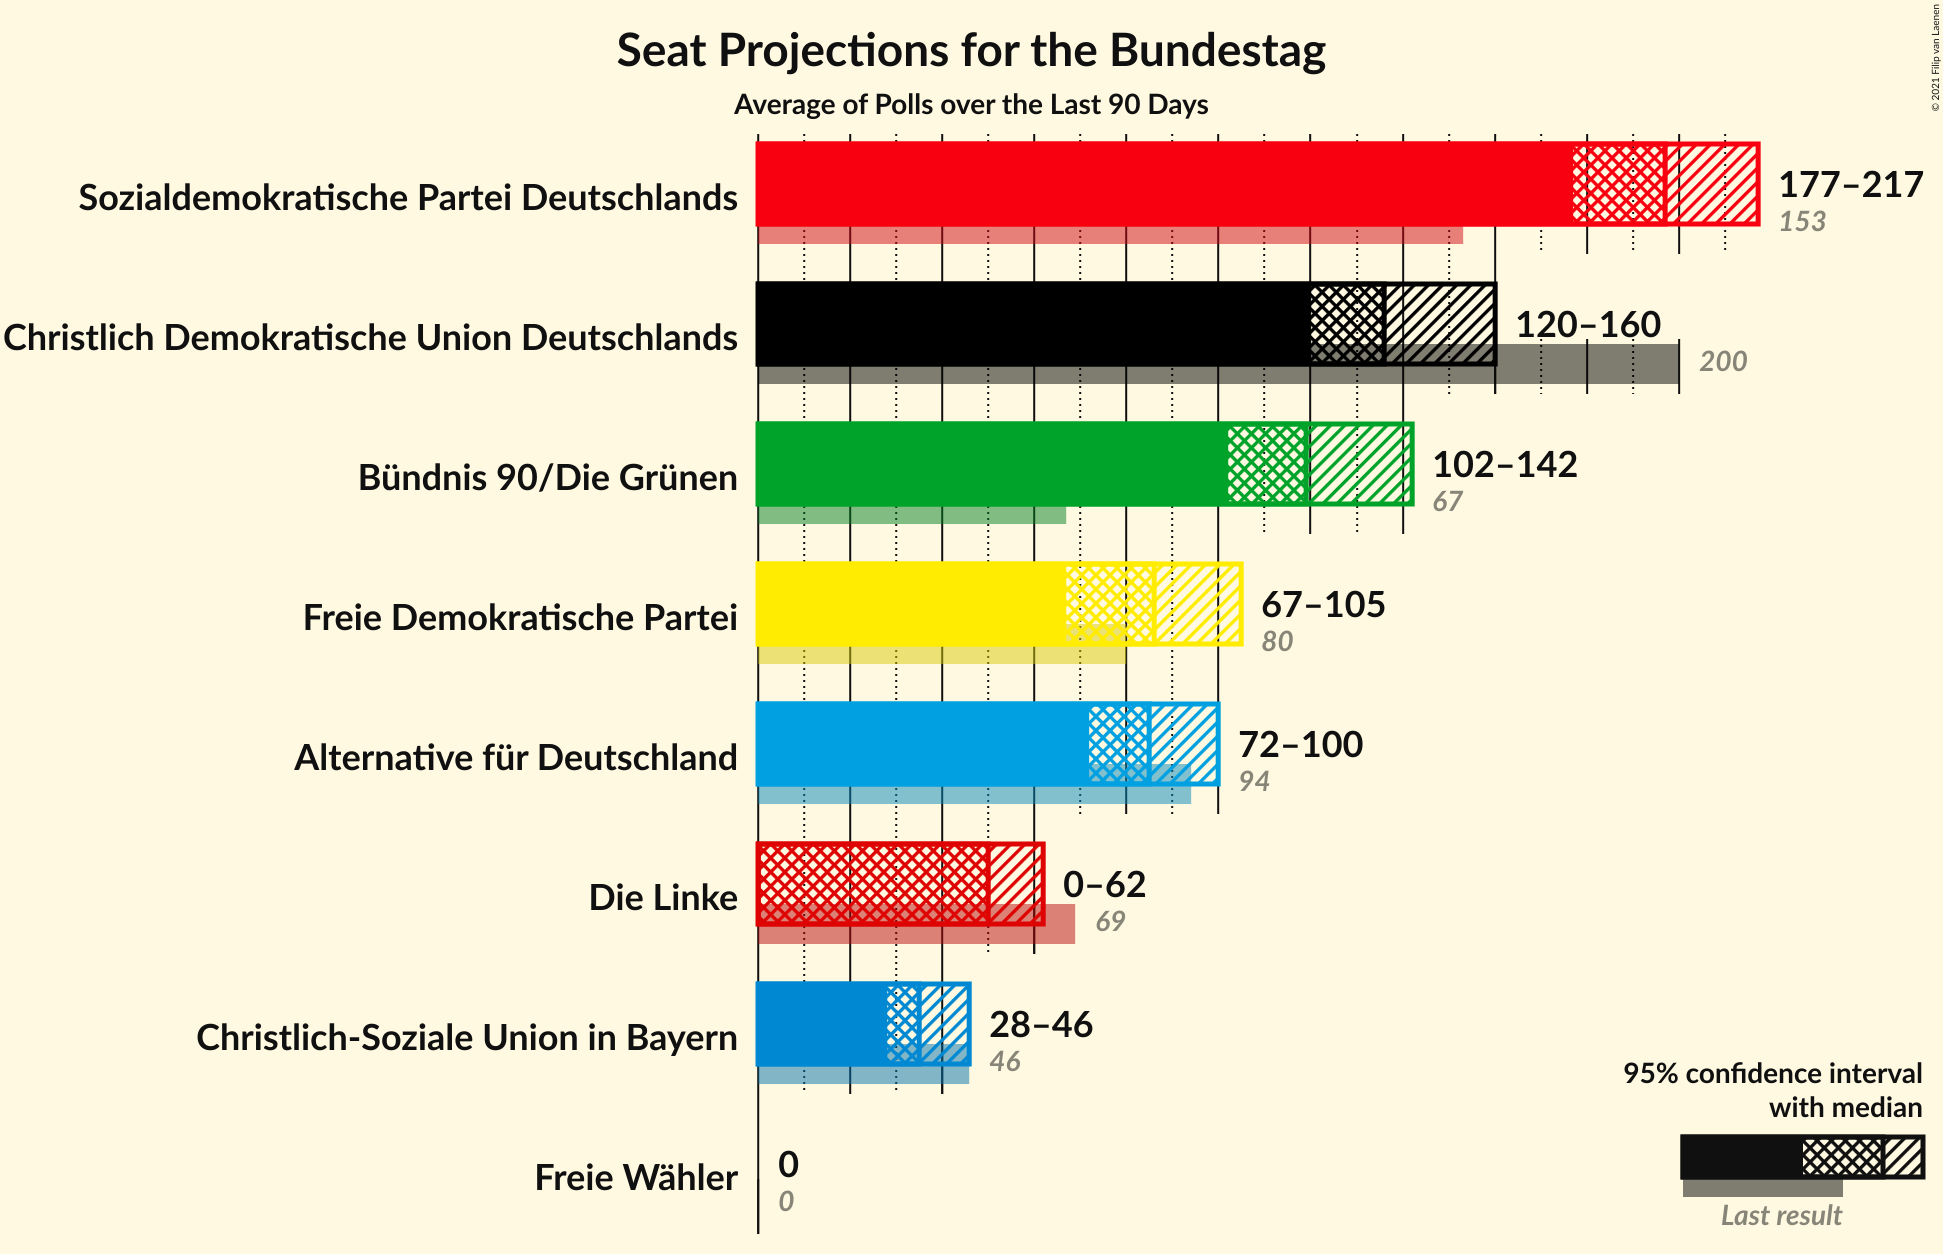 Seat Projections for the Bundestag
Average of Polls over the Last 90 Days
© 2021 Filip van Laenen
Sozialdemokratische Partei Deutschlands
177–217
153
Christlich Demokratische Union Deutschlands
120–160
200
Bündnis 90/Die Grünen
102–142
67
Freie Demokratische Partei
67–105
80
Alternative für Deutschland
72–100
94
Die Linke
0–62
69
Christlich-Soziale Union in Bayern
28–46
46
Freie Wähler
0
0
95% confidence interval
with median
Last result